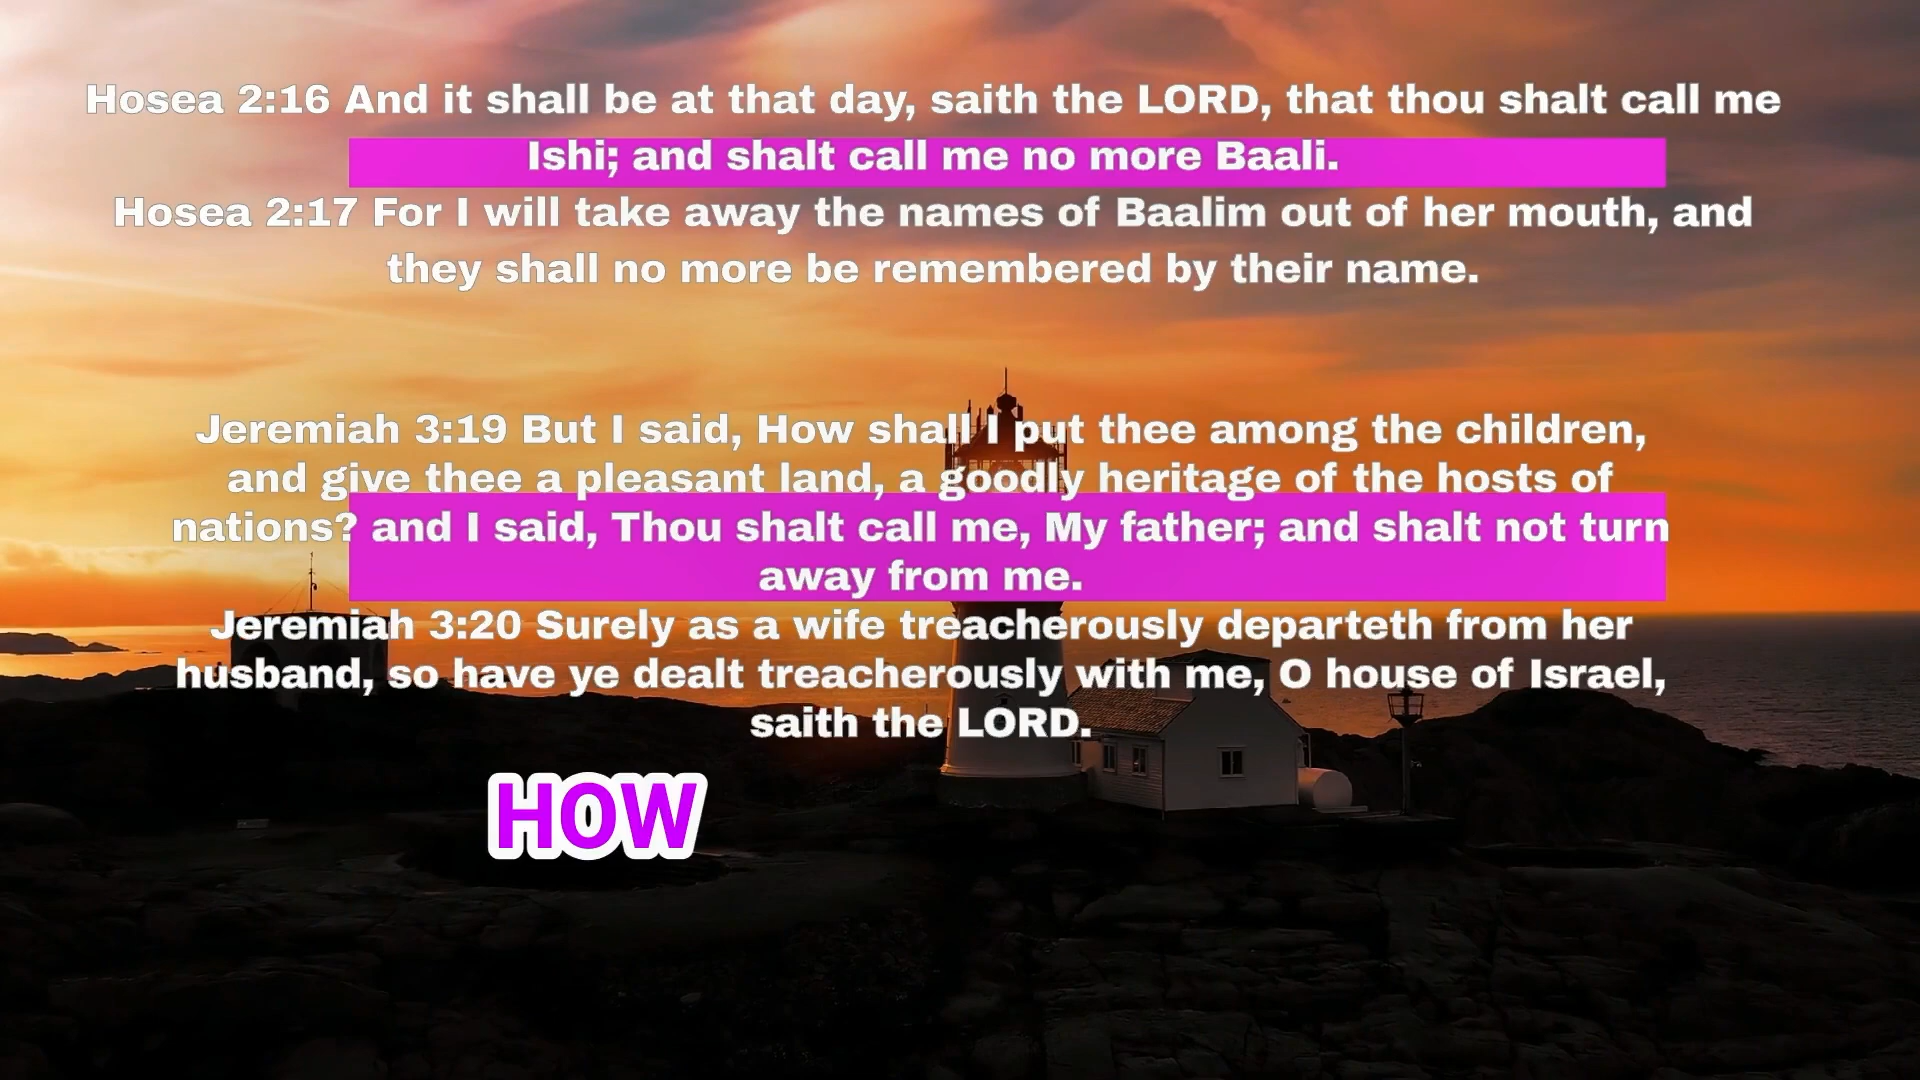 Hosea 2:16 And it shall be at that day, saith the LORD, that thou shalt call me
Ishi; and shalt call me no more Baali.
Hosea 2:17 For I will take away the names of Baalim out of her mouth, and
they shall no more be remembered by their name.
Jeremiah 3:19 But I said, How shall I put thee among the children,
and give thee a pleasant land, a goodly heritage of the hosts of
nations? and I said, Thou shalt call me, My father; and shalt not turn
away from me.
Jeremiah 3:20 Surely as a wife treacherously departeth from her
husband, so have ye dealt treacherously with me, O house of Israel,
saith the LORD.
HOW